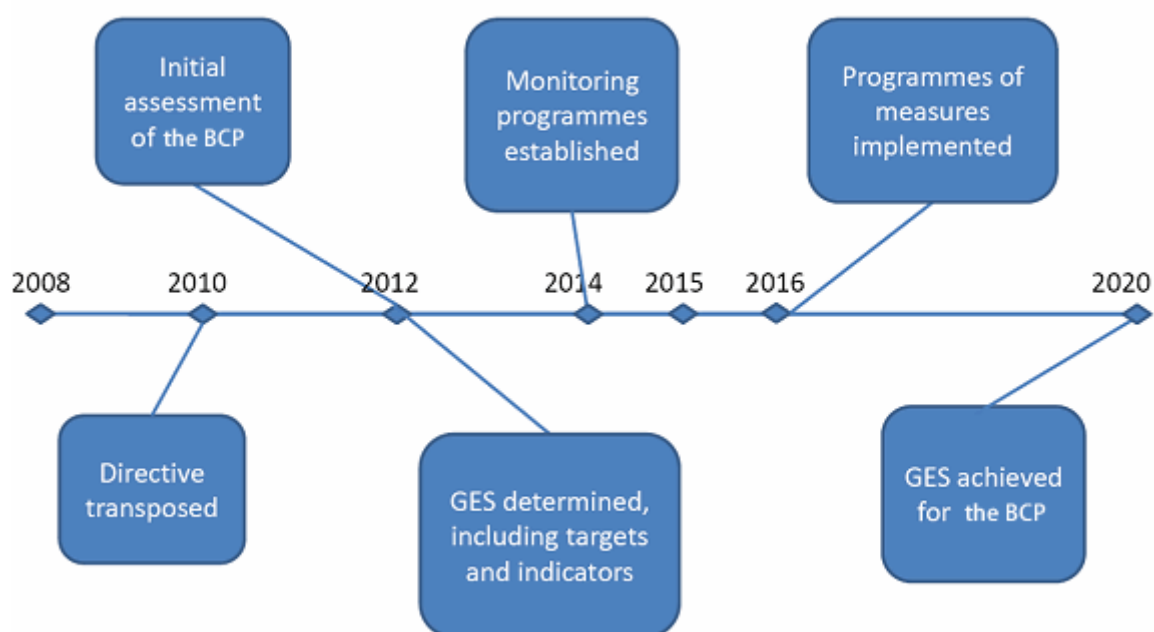 Initial
assessment
of the BCP
Monitoring
programmes
established
Programmes of
measures
implemented
2008
2010
2012
2014
2015
2016
2020
Directive
transposed
GES determined,
including targets
and indicators
GES achieved
for the BCP